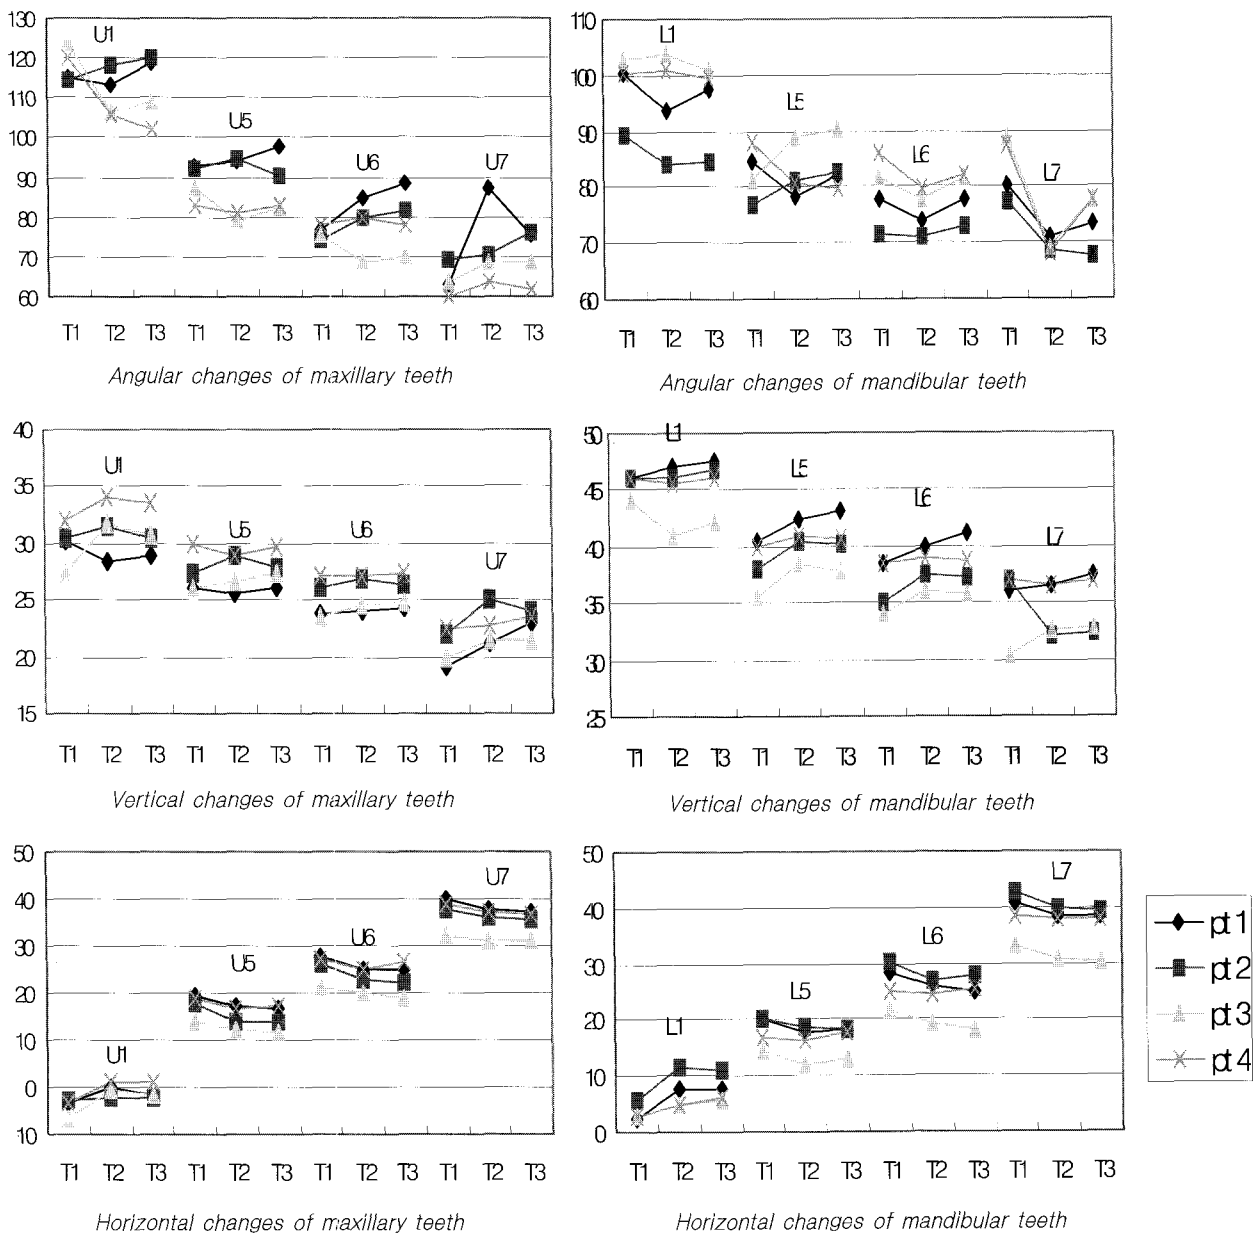 130
120
110
100
90
80
70
60
U1
U5
U6
U7
T1 T2 T3 T1 T2 T3 T1 T2 T3 T1 T2 T3
Angular changes of maxillary teeth
110
100
90
80
70
60
L1
L5
L6
L7
T1 T2 T3 T1 T2 T3 T1 T2 T3 T1 T2 T3
Angular changes of mandibular teeth
40
35
30
25
20
15
U1
U5
U6
U7
T1 T2 T3 T1 T2 T3 T1 T2 T3 T1 T2 T3
Vertical changes of maxillary teeth
50
45
40
35
30
25
L1
L5
L6
L7
T1 T2 T3 T1 T2 T3 T1 T2 T3 T1 T2 T3
Vertical changes of mandibular teeth
50
40
30
20
10
0
10
U1
U5
U6
U7
T1 T2 T3 T1 T2 T3 T1 T2 T3 T1 T2 T3
Horizontal changes of maxillary teeth
50
40
30
20
10
0
L1
L5
L6
L7
T1 T2 T3 T1 T2 T3 T1 T2 T3 T1 T2 T3
Horizontal changes of mandibular teeth
pt1
pt2
pt3
pt4